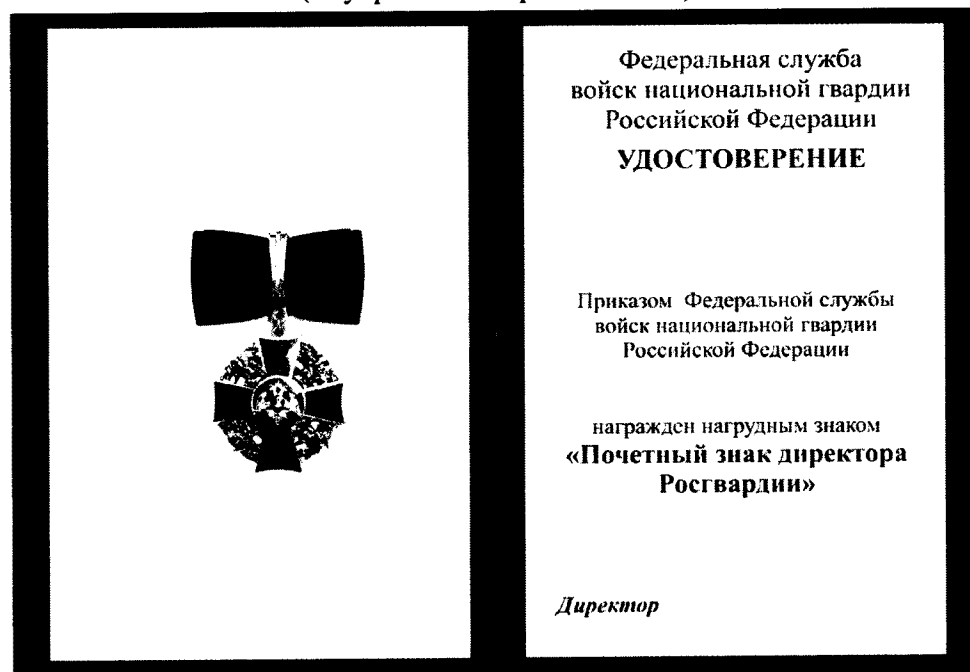 Федеральная служба
войск национальной гвардии
Российской Федерации
УДОСТОВЕРЕНИЕ
Приказом Федеральной службы
войск национальной гвардии
Российской Федерации
награжден нагрудным знаком
«Почетный знак директора
Росгвардии»
Директор